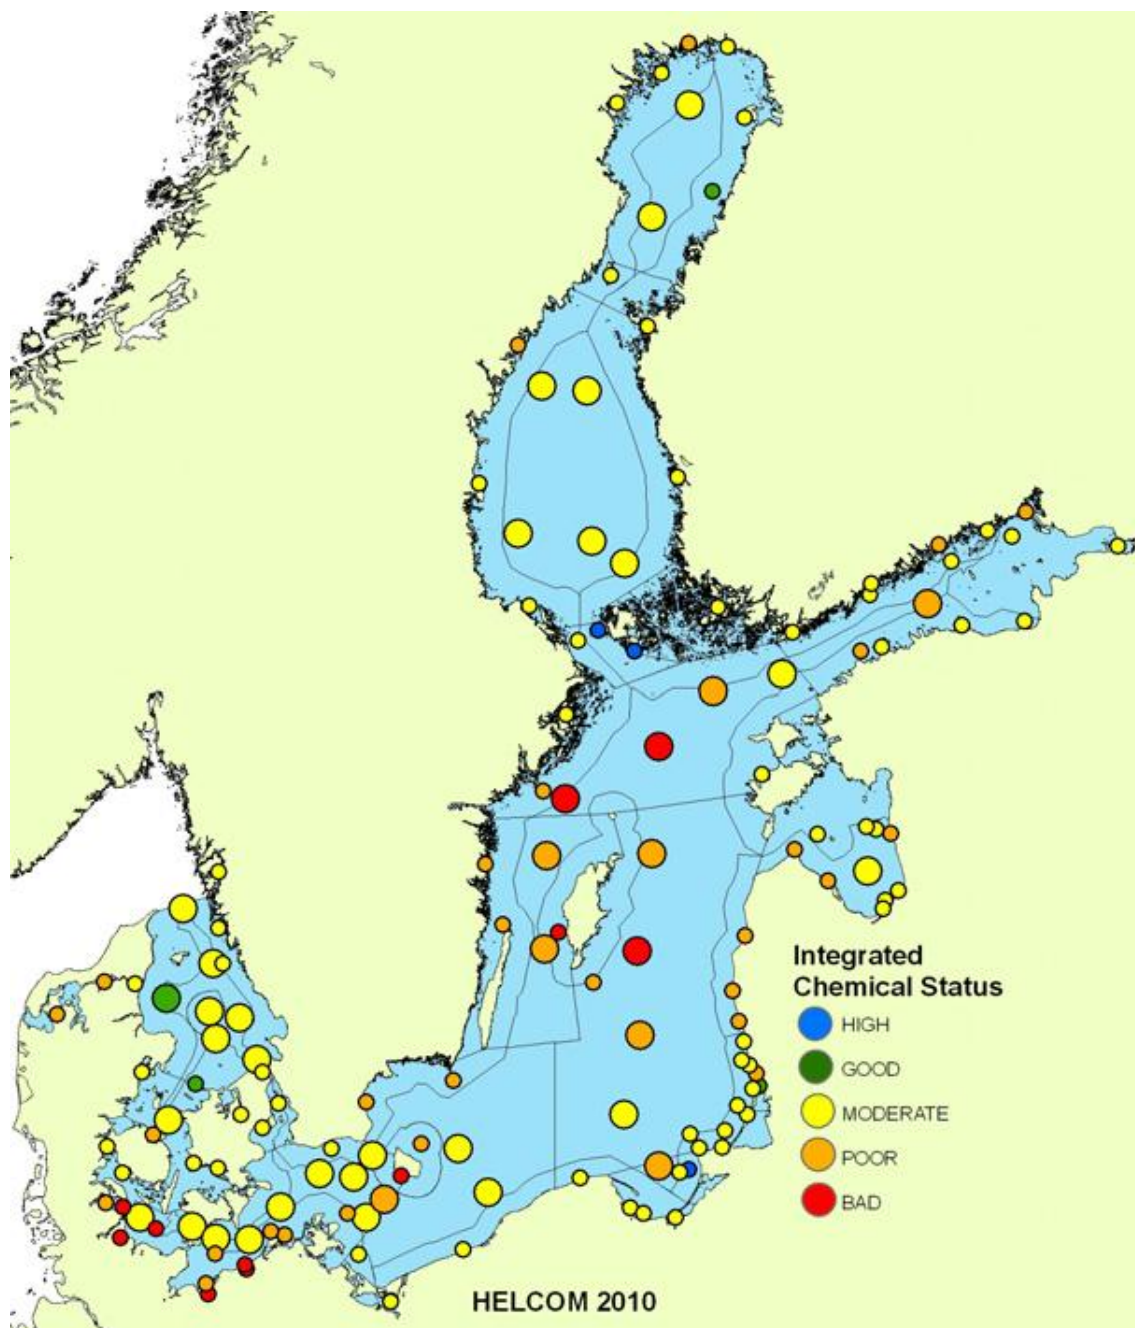 Integrated
Chemical Status
HIGH
GOOD
MODERATE
POOR
BAD
HELCOM 2010